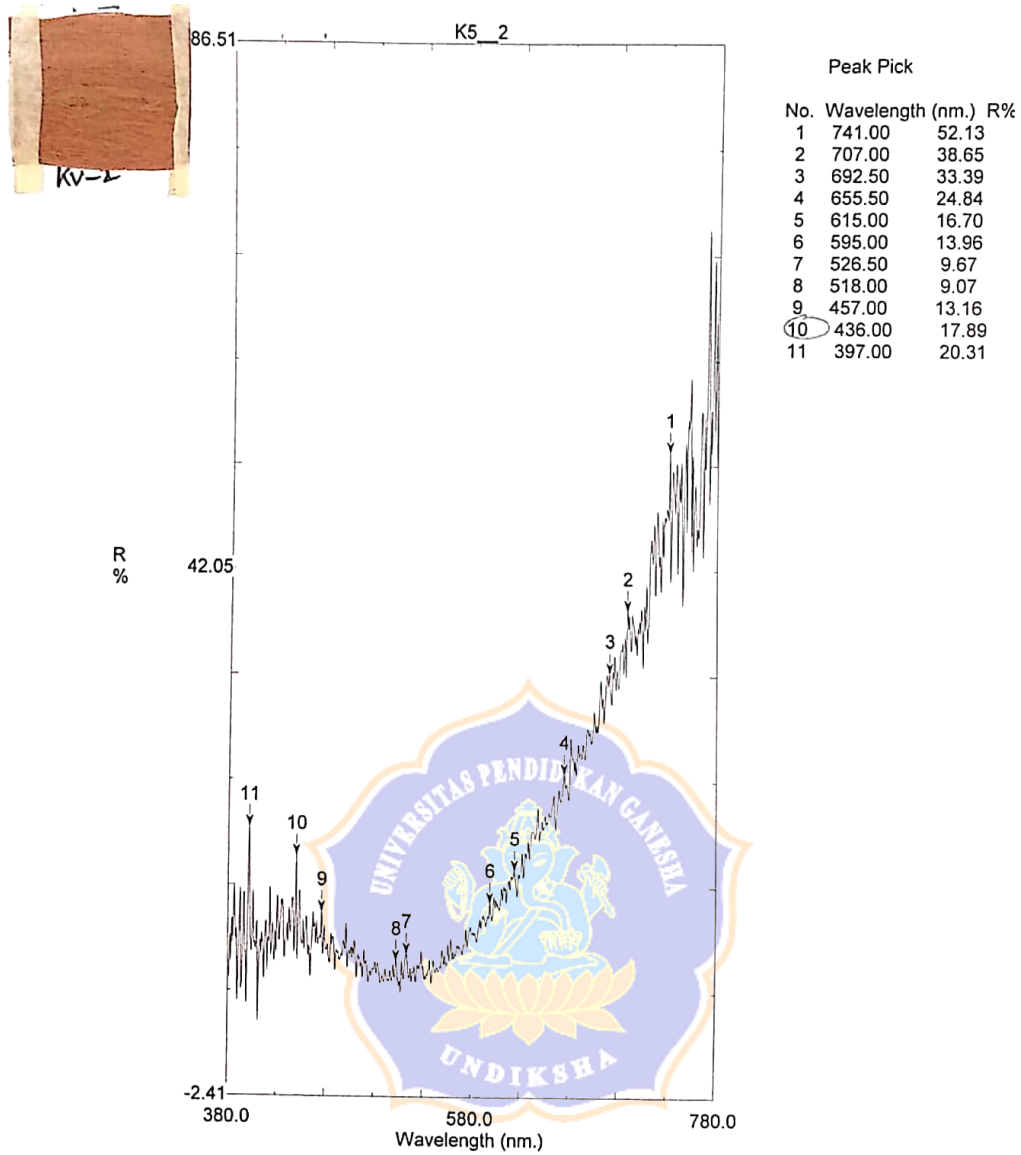 K5__2
86.51
KV-2
Peak Pick
No. Wavelength (nm.) R%
1 741.00 52.13
2 707.00 38.65
3 692.50 33.39
4 655.50 24.84
5 615.00 16.70
6 595.00 13.96
7 526.50 9.67
8 518.00 9.07
9 457.00 13.16
10 436.00 17.89
11 397.00 20.31
1
R
%
42.05
2
3
4
UNIVERSITAS PENDIDIKAN GANESHA
11
10
5
6
9
8
7
UNDIKSHA
-2.41
380.0 580.0 780.0
Wavelength (nm.)